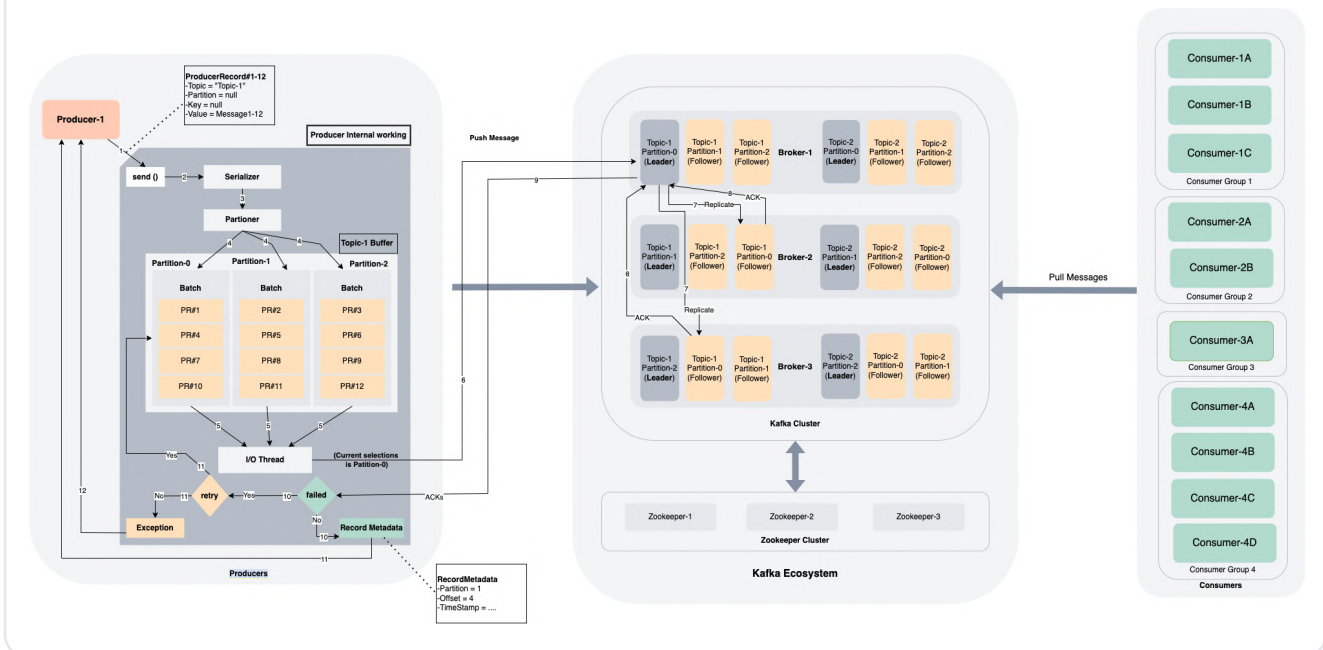 ProducerRecord#1-12
-Topic = "Topic-1"
-Partition = null
-Key = null
-Value = Message1-12
Producer-1
Producer Internal working
1
send ()
2
Serializer
3
Partioner
4
4
4
Topic-1 Buffer
Partition-0
Partition-1
Partition-2
Batch
Batch
Batch
PR#1
PR#2
PR#3
PR#4
PR#5
PR#6
PR#7
PR#8
PR#9
PR#10
PR#11
PR#12
5
5
5
I/O Thread
(Current selections
is Patition-0)
Yes
11
retry
Yes
10
failed
ACKs
No
11
12
Exception
No
10
Record Metadata
11
Producers
RecordMetadata
-Partition = 1
-Offset = 4
-TimeStamp = ....
Push Message
9
6
Topic-1
Partition-0
(Leader)
Topic-1
Partition-1
(Follower)
Topic-1
Partition-2
(Follower)
Broker-1
Topic-2
Partition-0
(Leader)
Topic-2
Partition-1
(Follower)
Topic-2
Partition-2
(Follower)
8
ACK
7
Replicate
Topic-1
Partition-1
(Leader)
Topic-1
Partition-2
(Follower)
Topic-1
Partition-0
(Follower)
Broker-2
Topic-2
Partition-1
(Leader)
Topic-2
Partition-2
(Follower)
Topic-2
Partition-0
(Follower)
8
7
Replicate
ACK
Topic-1
Partition-2
(Leader)
Topic-1
Partition-0
(Follower)
Topic-1
Partition-1
(Follower)
Broker-3
Topic-2
Partition-2
(Leader)
Topic-2
Partition-0
(Follower)
Topic-2
Partition-1
(Follower)
Kafka Cluster
Zookeeper-1
Zookeeper-2
Zookeeper-3
Zookeeper Cluster
Kafka Ecosystem
Pull Messages
Consumer-1A
Consumer-1B
Consumer-1C
Consumer Group 1
Consumer-2A
Consumer-2B
Consumer Group 2
Consumer-3A
Consumer Group 3
Consumer-4A
Consumer-4B
Consumer-4C
Consumer-4D
Consumer Group 4
Consumers